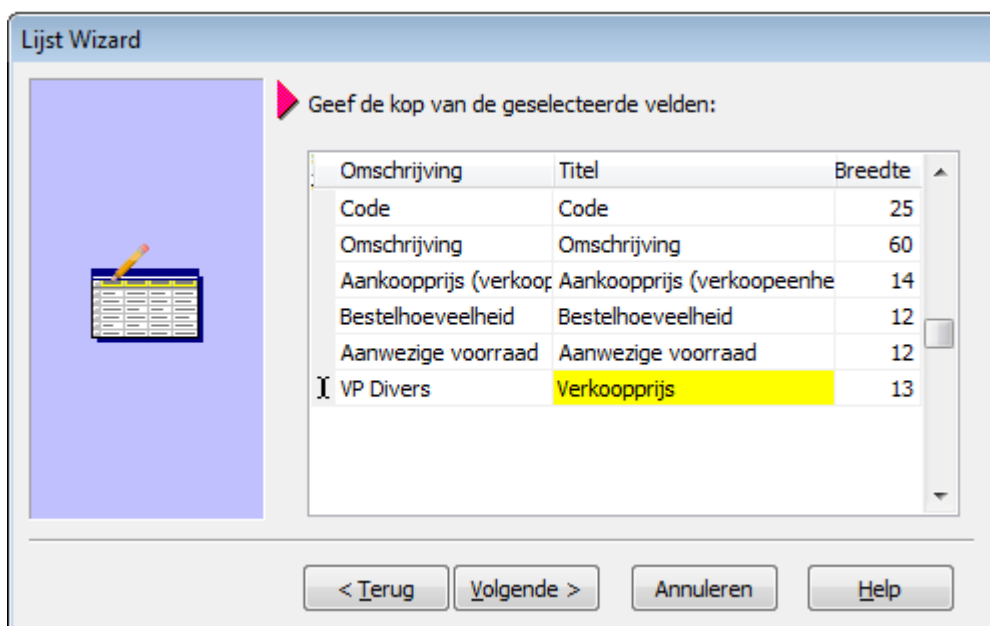 Lijst Wizard
Geef de kop van de geselecteerde velden:
Omschrijving Titel Breedte
Code Code 25
Omschrijving Omschrijving 60
Aankoopprijs (verkoop Aankoopprijs (verkoopeenhe 14
Bestelhoeveelheid Bestelhoeveelheid 12
Aanwezige voorraad Aanwezige voorraad 12
VP Divers Verkoopprijs 13
< Terug Volgende > Annuleren Help